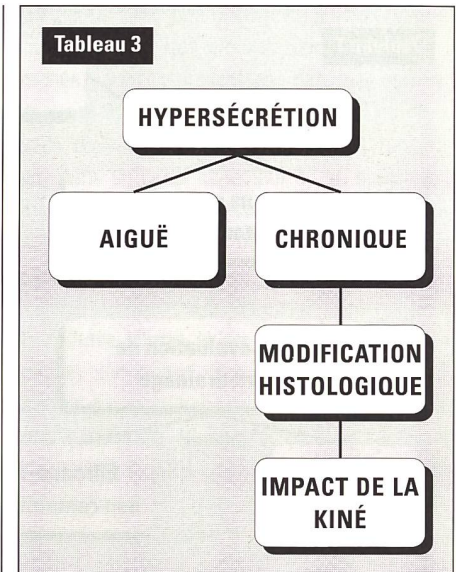 Tableau 3
HYPERSÉCRÉTION
AIGUË
CHRONIQUE
MODIFICATION
HISTOLOGIQUE
IMPACT DE LA
KINÉ